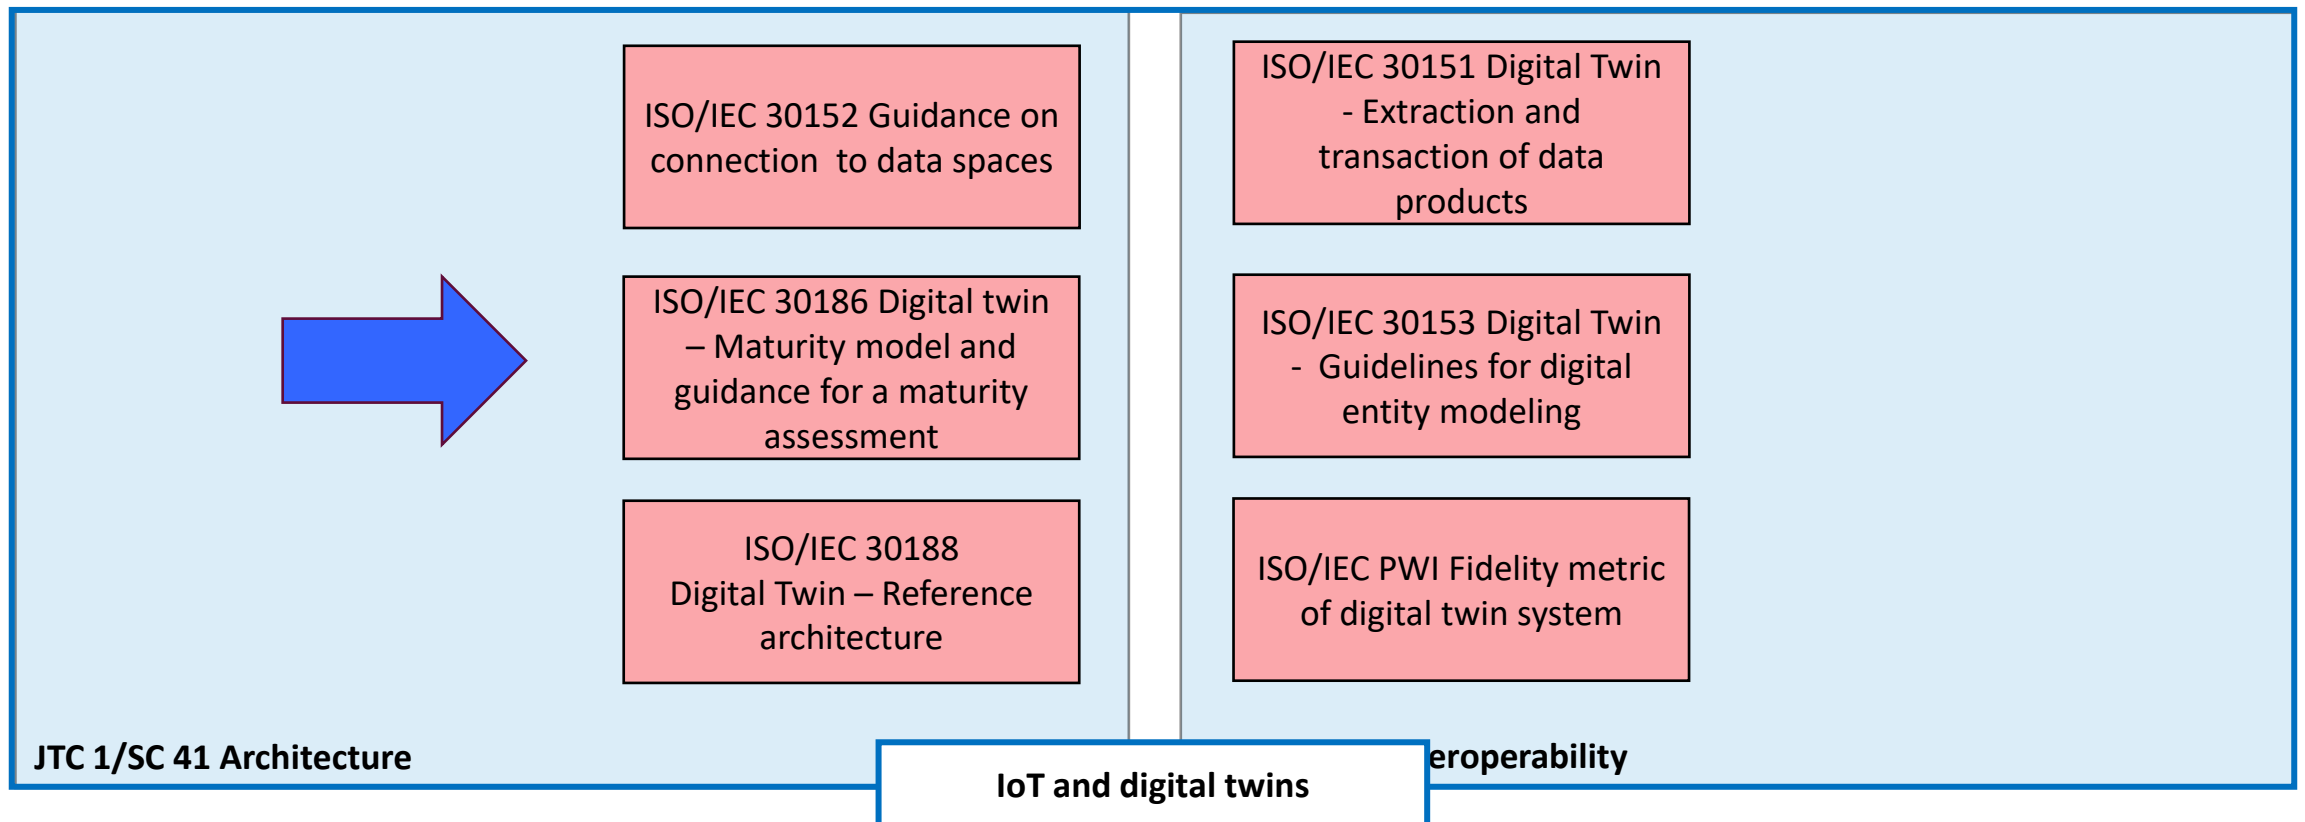 ISO/IEC 30152 Guidance on
connection  to data spaces
ISO/IEC 30186 Digital twin
– Maturity model and
guidance for a maturity
assessment
ISO/IEC 30188
Digital Twin – Reference
architecture
JTC 1/SC 41 Architecture
ISO/IEC 30151 Digital Twin
- Extraction and
transaction of data
products
ISO/IEC 30153 Digital Twin
-  Guidelines for digital
entity modeling
ISO/IEC PWI Fidelity metric
of digital twin system
eroperability
IoT and digital twins